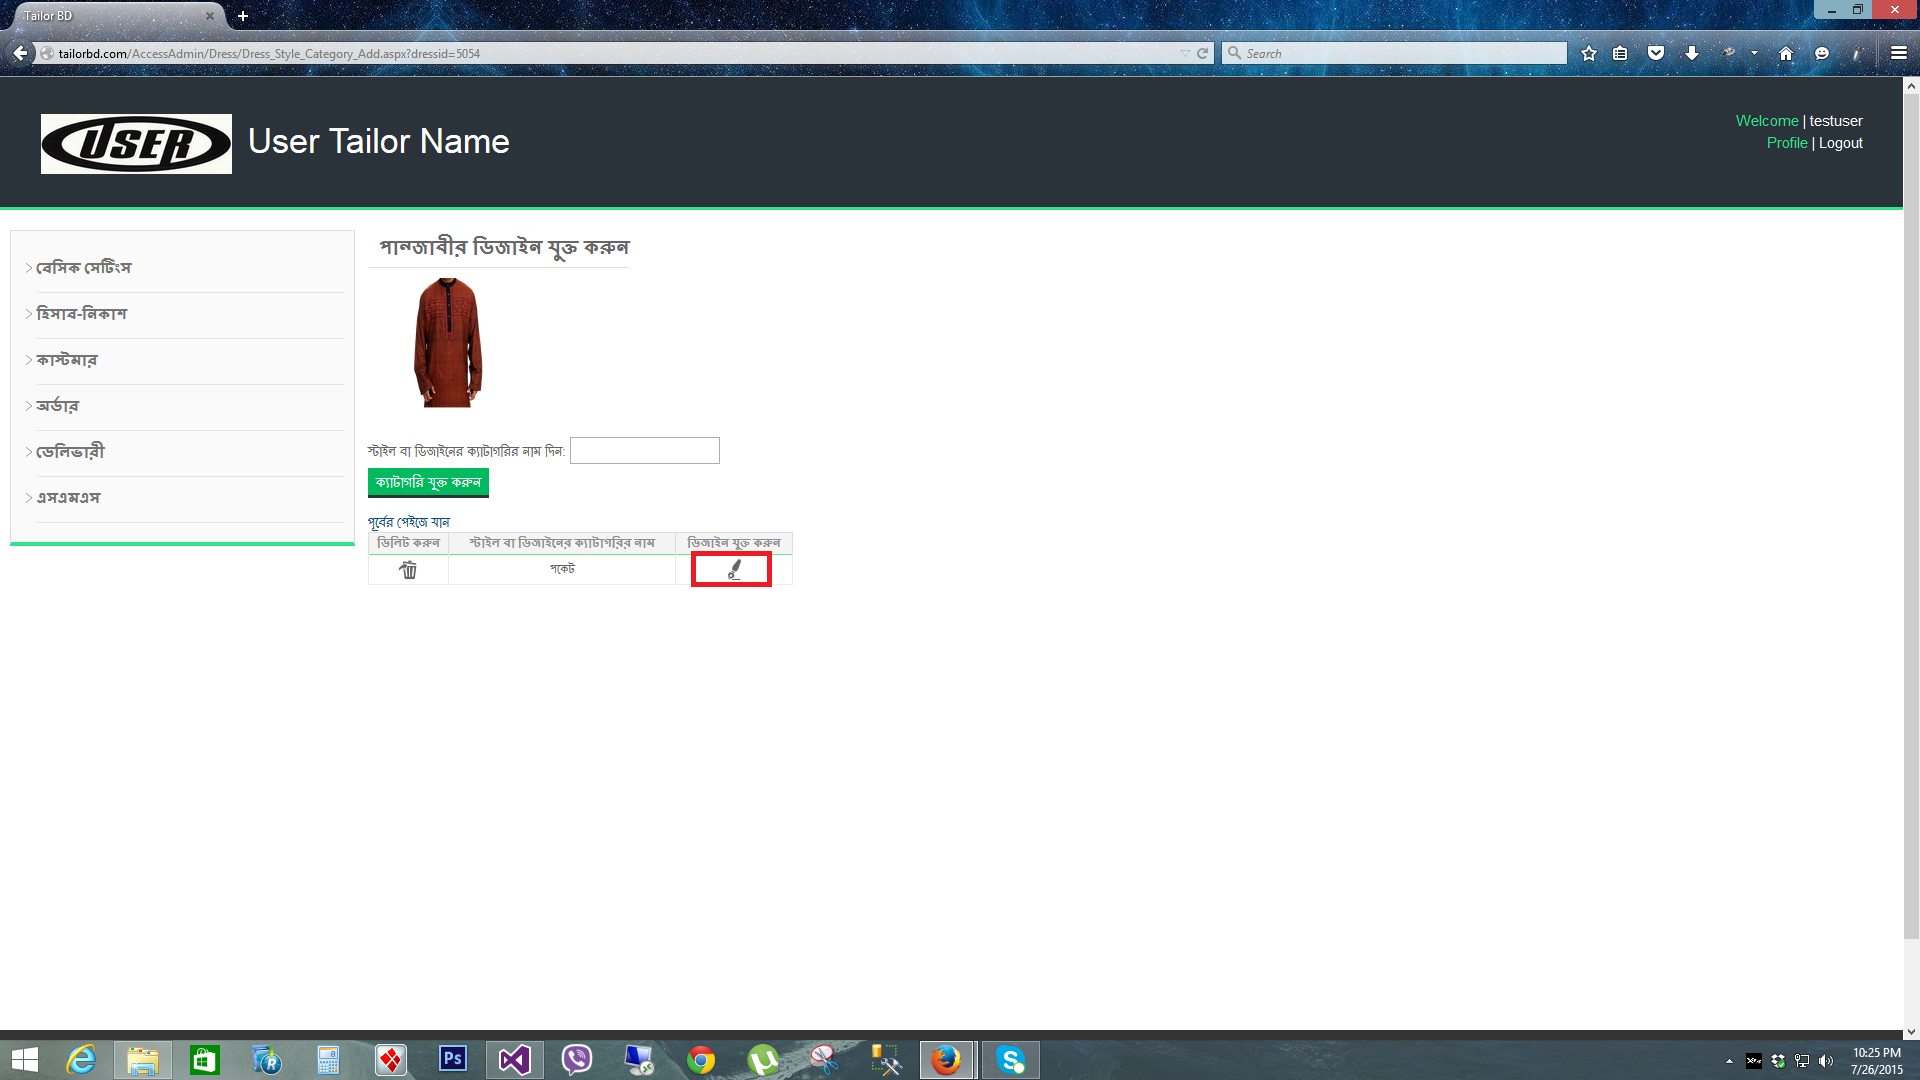 Tailor BD
tailorbd.com/AccessAdmin/Dress/Dress_Style_Category_Add.aspx?dressid=5054
Search
USER
User Tailor Name
Welcome | testuser
Profile | Logout
বেসিক সেটিংস
হিসাব-নিকাশ
কাস্টমার
অর্ডার
ডেলিভারী
এসএমএস
পান্জাবীর ডিজাইন যুক্ত করুন
স্টাইল বা ডিজাইনের ক্যাটাগরির নাম দিন:
ক্যাটাগরি যুক্ত করুন
পূর্বের পেইজে যান
ডিলিট করুন স্টাইল বা ডিজাইনের ক্যাটাগরির নাম ডিজাইন যুক্ত করুন
পকেট
Ps
10:25 PM
7/26/2015